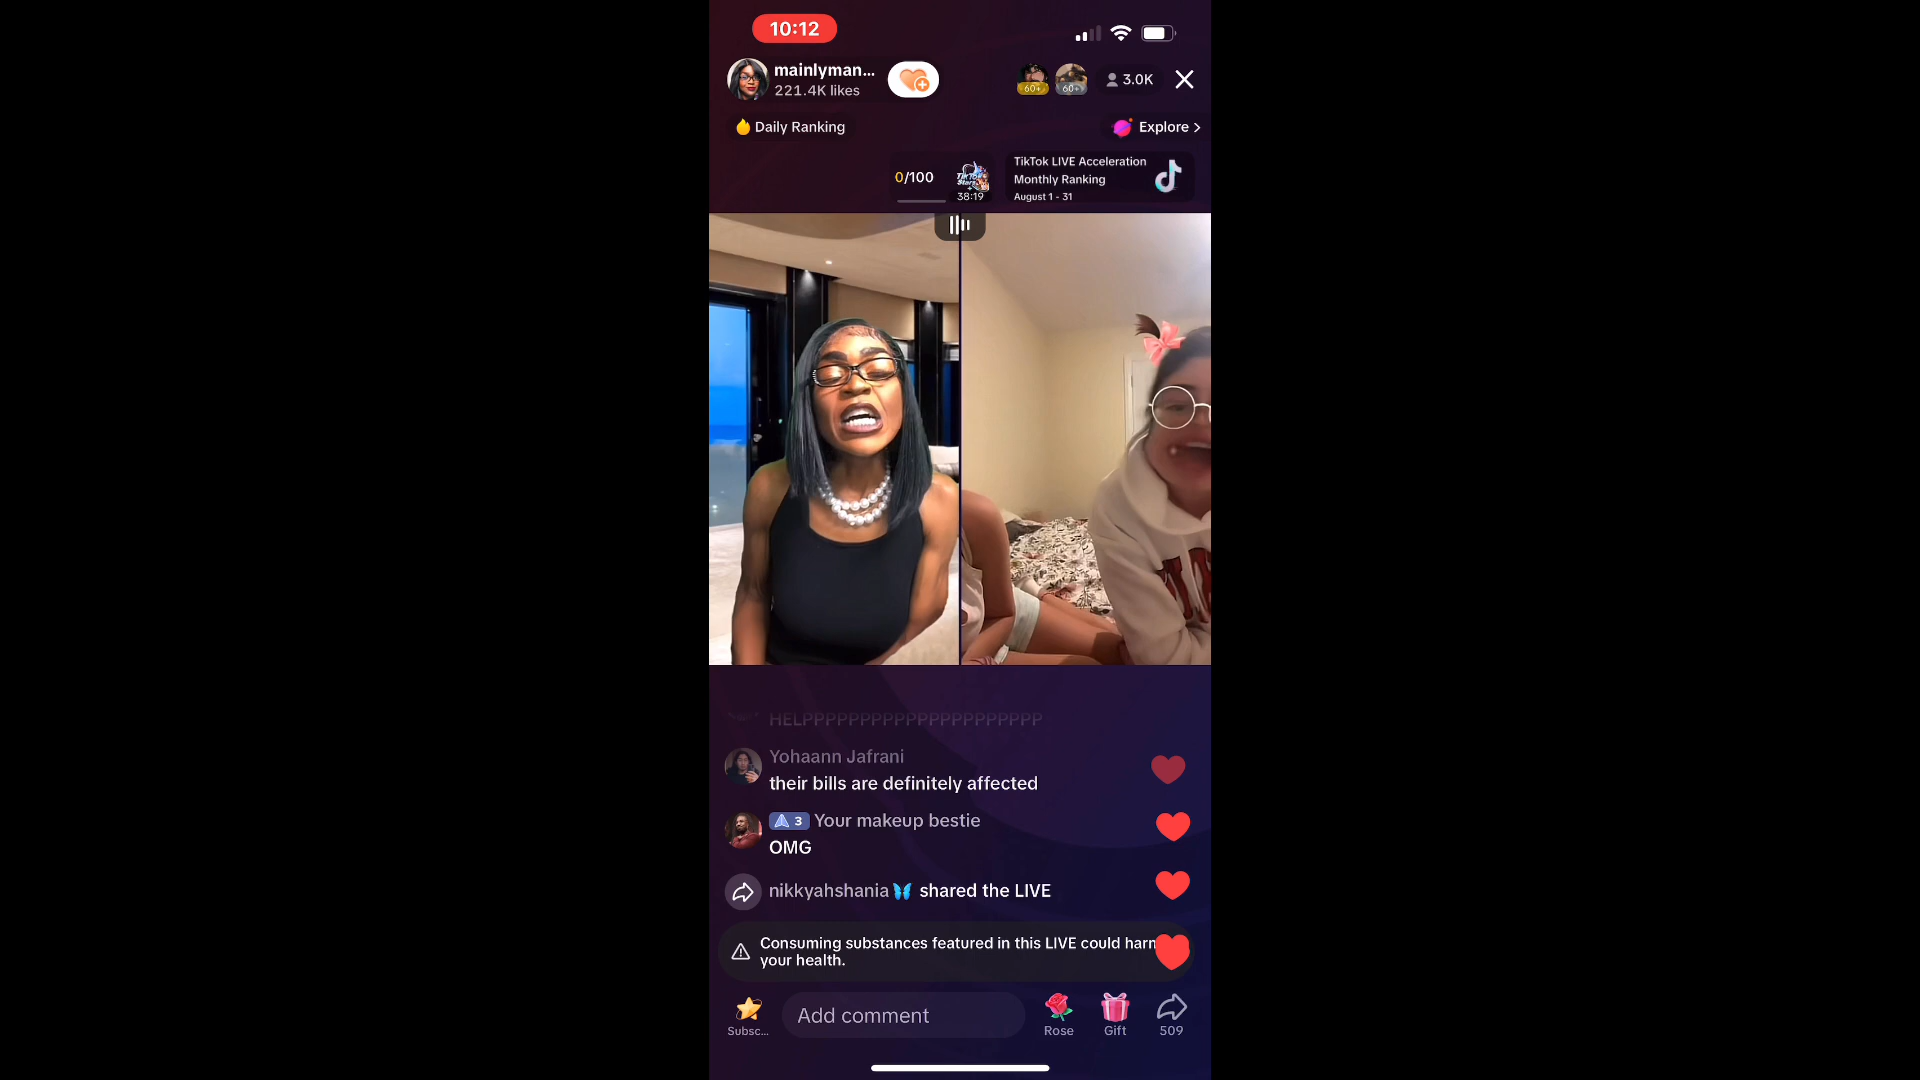 10:12
mainlyman...
221.4K likes
60+
60+
3.0K
Daily Ranking
Explore >
0/100
38:19
TikTok LIVE Acceleration
Monthly Ranking
August 1 - 31
HELPPPPPPPPPPPPPPPPPPPPP
Yohaann Jafrani
their bills are definitely affected
3 Your makeup bestie
OMG
nikkyahshania🦋 shared the LIVE
Consuming substances featured in this LIVE could harm
your health.
Subsc...
Add comment
Rose
Gift
509